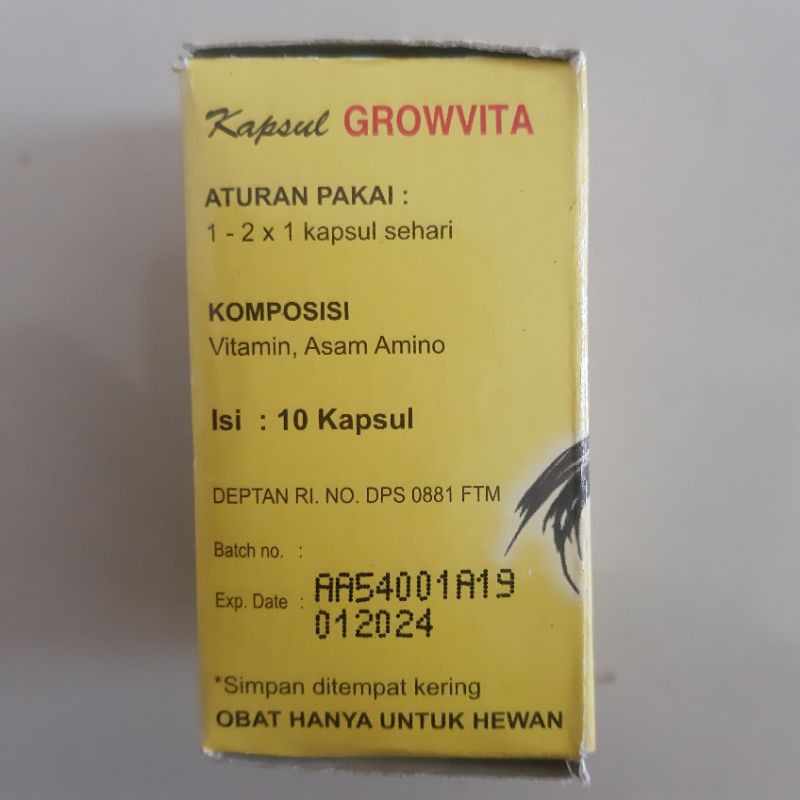 Kapsul GROWVITA
ATURAN PAKAI :
1 - 2 x 1 kapsul sehari
KOMPOSISI
Vitamin, Asam Amino
Isi : 10 Kapsul
DEPTAN RI. NO. DPS 0881 FTM
Batch no. :
AA54001A19
Exp. Date :
012024
*Simpan ditempat kering
OBAT HANYA UNTUK HEWAN